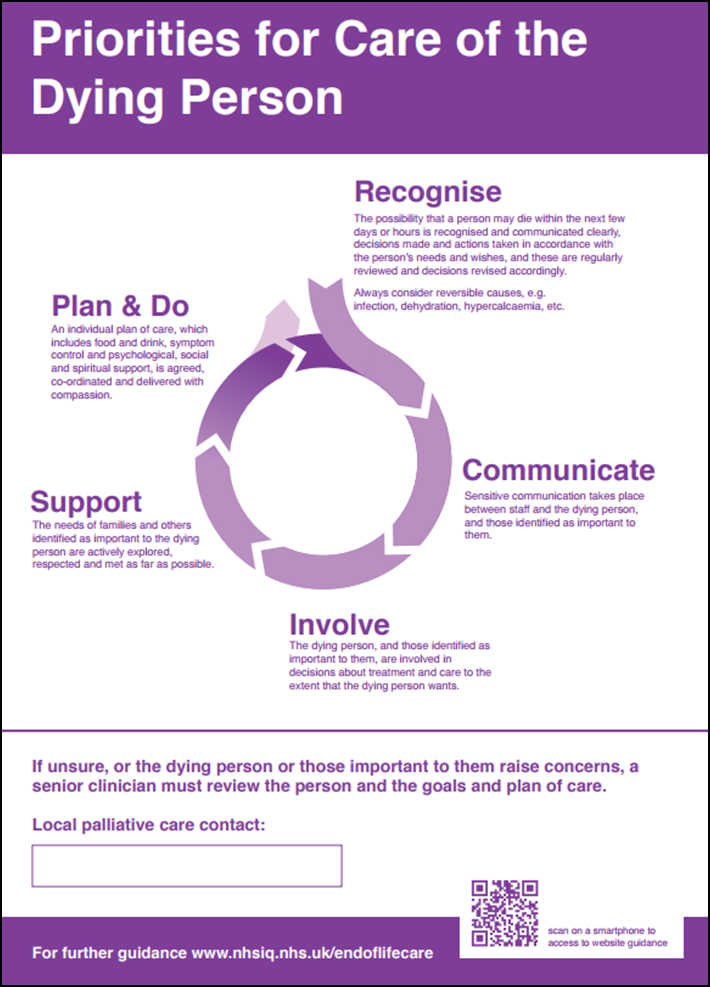 Priorities for Care of the
Dying Person
Recognise
The possibility that a person may die within the next few
days or hours is recognised and communicated clearly,
decisions made and actions taken in accordance with
the person's needs and wishes, and these are regularly
reviewed and decisions revised accordingly.
Always consider reversible causes, e.g.
infection, dehydration, hypercalcaemia, etc.
Communicate
Sensitive communication takes place
between staff and the dying person,
and those identified as important to
them.
Involve
The dying person, and those identified as
important to them, are involved in
decisions about treatment and care to the
extent that the dying person wants.
Support
The needs of families and others
identified as important to the dying
person are actively explored,
respected and met as far as possible.
Plan & Do
An individual plan of care, which
includes food and drink, symptom
control and psychological, social
and spiritual support, is agreed,
co-ordinated and delivered with
compassion.
If unsure, or the dying person or those important to them raise concerns, a
senior clinician must review the person and the goals and plan of care.
Local palliative care contact:
For further guidance www.nhsiq.nhs.uk/endoflifecare
scan on a smartphone to
access to website guidance